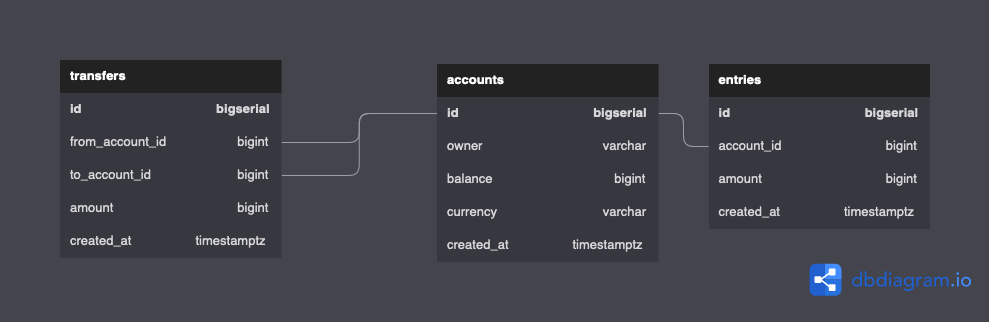 transfers
id bigserial
from_account_id bigint
to_account_id bigint
amount bigint
created_at timestamptz
accounts
id bigserial
owner varchar
balance bigint
currency varchar
created_at timestamptz
entries
id bigserial
account_id bigint
amount bigint
created_at timestamptz
dbdiagram.io